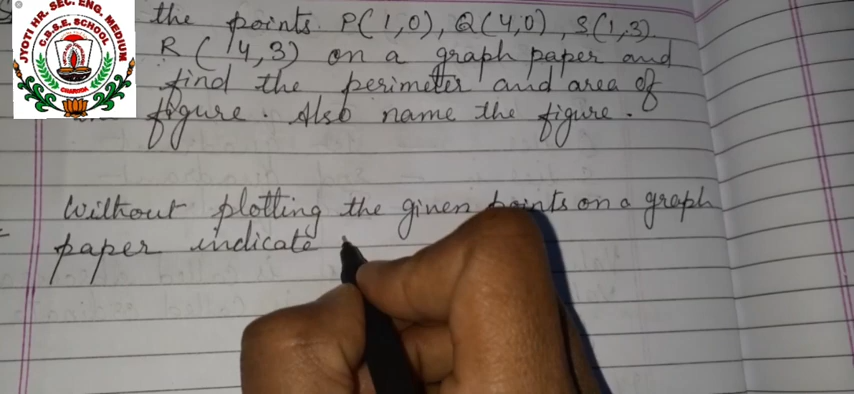 JYOTI HR. SEC. ENG. MEDIUM
C.B.S.E. SCHOOL
the points P(1,0), Q(4,0), S(1,3)
R (4,3) on a graph paper and
find the perimeter and area of
figure. Also name the figure.
Without plotting the given points on a graph
paper indicate